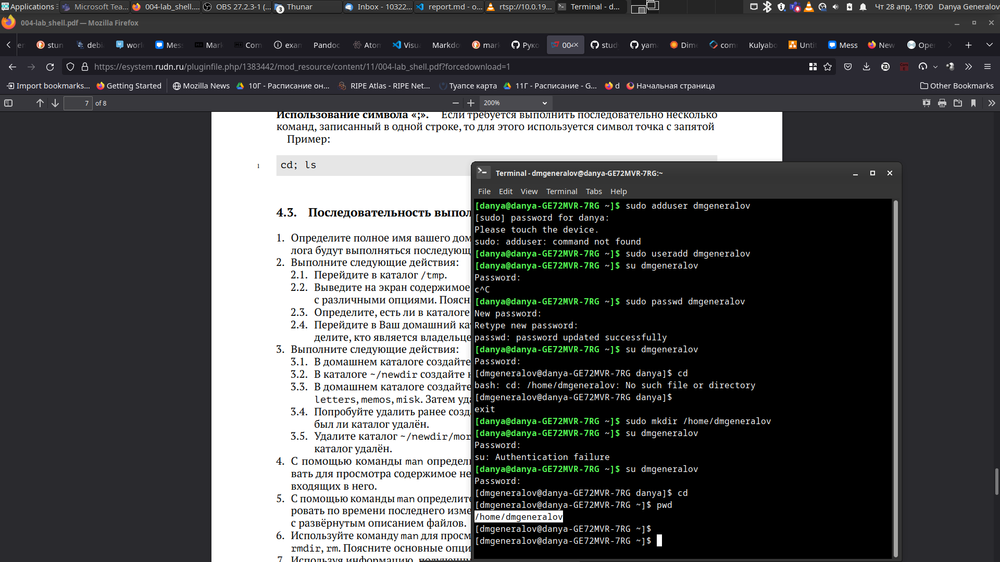 Applications
Microsoft Tea...
004-lab_shell....
OBS 27.2.3-1 (...
3
Thunar
Inbox - 10322...
report.md - o...
rtsp://10.0.19...
Terminal - d...
Чт 28 апр, 19:00
Danya Generalov
004-lab_shell.pdf — Mozilla Firefox
stun
debi
worl
Mess
Mark
Com
exan
Pandoc
Aton
Visu
Markdo
mark
Руко
004
stud
yam
Dime
com
Kulyabo
Unti
Mess
New
Ope
https://esystem.rudn.ru/pluginfile.php/1383442/mod_resource/content/11/004-lab_shell.pdf?forcedownload=1
Import bookmarks...
Getting Started
Mozilla News
10Г - Расписание он...
RIPE Atlas - RIPE Net...
Туапсе карта
11Г - Расписание - G...
d
Начальная страница
Other Bookmarks
7 of 8
200%
Использование символа «;». Если требуется выполнить последовательно несколько
команд, записанный в одной строке, то для этого используется символ точка с запятой
Пример:
1 cd; ls
4.3. Последовательность выпол
1. Определите полное имя вашего дом
лога будут выполняться последующ
2. Выполните следующие действия:
2.1. Перейдите в каталог /tmp.
2.2. Выведите на экран содержимое
с различными опциями. Поясн
2.3. Определите, есть ли в каталоге
2.4. Перейдите в Ваш домашний кат
делите, кто является владельце
3. Выполните следующие действия:
3.1. В домашнем каталоге создайте
3.2. В каталоге ~/newdir создайте н
3.3. В домашнем каталоге создайте
letters, memos, misk. Затем уда
3.4. Попробуйте удалить ранее созд
был ли каталог удалён.
3.5. Удалите каталог ~/newdir/mor
каталог удалён.
4. С помощью команды man определи
вать для просмотра содержимое не
входящих в него.
5. С помощью команды man определите
ровать по времени последнего изме
с развёрнутым описанием файлов.
6. Используйте команду man для просм
rmdir, rm. Поясните основные опци
7. Используя информацию, полученну
Terminal - dmgeneralov@danya-GE72MVR-7RG:~
File Edit View Terminal Tabs Help
[danya@danya-GE72MVR-7RG ~]$ sudo adduser dmgeneralov
[sudo] password for danya:
Please touch the device.
sudo: adduser: command not found
[danya@danya-GE72MVR-7RG ~]$ sudo useradd dmgeneralov
[danya@danya-GE72MVR-7RG ~]$ su dmgeneralov
Password:
c^C
[danya@danya-GE72MVR-7RG ~]$ sudo passwd dmgeneralov
New password:
Retype new password:
passwd: password updated successfully
[danya@danya-GE72MVR-7RG ~]$ su dmgeneralov
Password:
[dmgeneralov@danya-GE72MVR-7RG danya]$ cd
bash: cd: /home/dmgeneralov: No such file or directory
[dmgeneralov@danya-GE72MVR-7RG danya]$
exit
[danya@danya-GE72MVR-7RG ~]$ sudo mkdir /home/dmgeneralov
[danya@danya-GE72MVR-7RG ~]$ su dmgeneralov
Password:
su: Authentication failure
[danya@danya-GE72MVR-7RG ~]$ su dmgeneralov
Password:
[dmgeneralov@danya-GE72MVR-7RG danya]$ cd
[dmgeneralov@danya-GE72MVR-7RG ~]$ pwd
/home/dmgeneralov
[dmgeneralov@danya-GE72MVR-7RG ~]$
[dmgeneralov@danya-GE72MVR-7RG ~]$